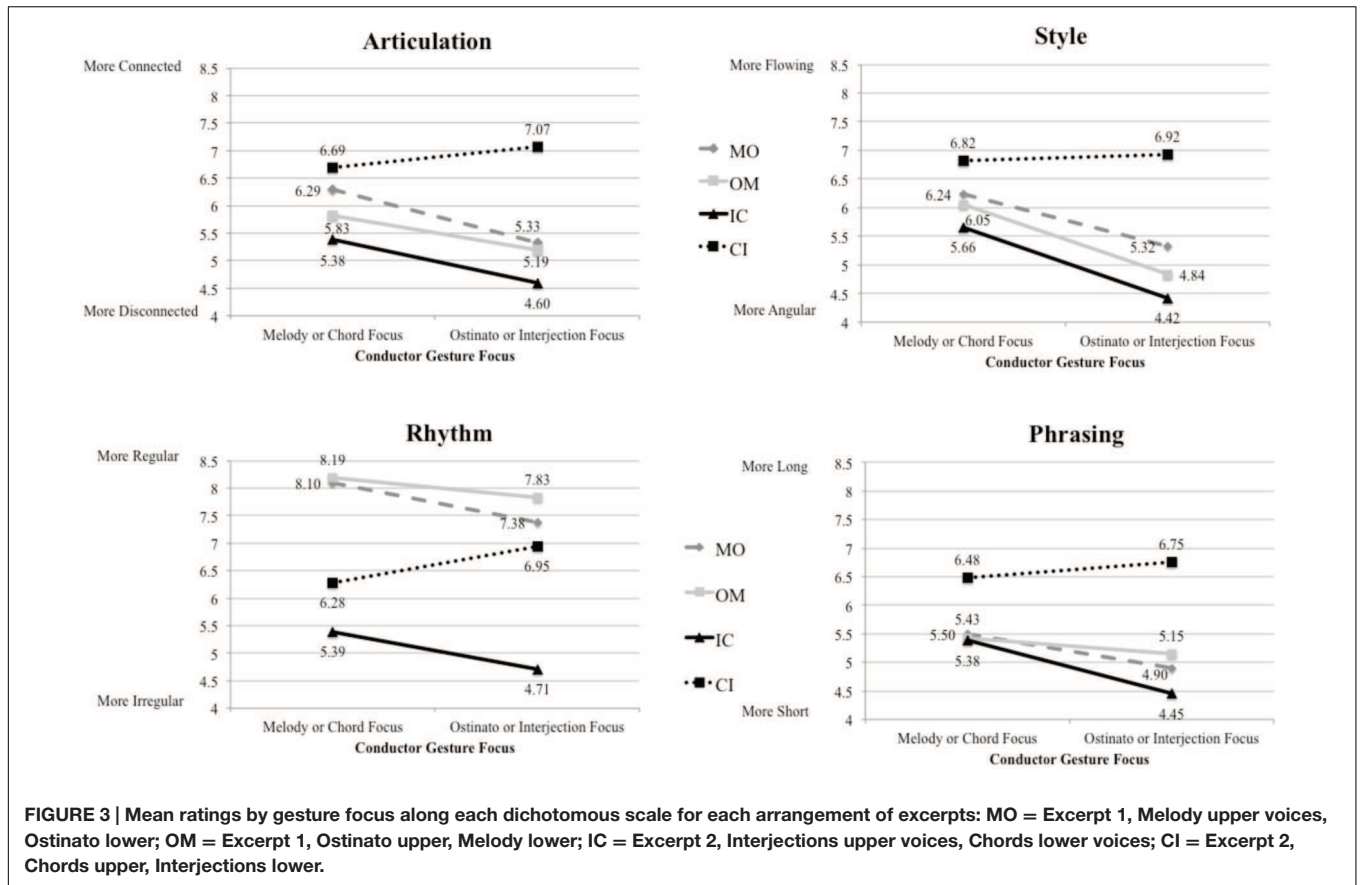 Articulation
More Connected
8.5
8
7.5
7
6.5
6
5.5
5
4.5
4
More Disconnected
6.69
7.07
6.29
5.33
5.83
5.19
5.38
4.60
Melody or Chord Focus Ostinato or Interjection Focus
Conductor Gesture Focus
MO
OM
IC
CI
Style
More Flowing
8.5
8
7.5
7
6.5
6
5.5
5
4.5
4
More Angular
6.82
6.92
6.24
6.05
5.32
5.66
4.84
4.42
Melody or Chord Focus Ostinato or Interjection Focus
Conductor Gesture Focus
Rhythm
More Regular
8.5
8
7.5
7
6.5
6
5.5
5
4.5
4
More Irregular
8.19
7.83
8.10
7.38
6.95
6.28
5.39
4.71
Melody or Chord Focus Ostinato or Interjection Focus
Conductor Gesture Focus
MO
OM
IC
CI
Phrasing
More Long
8.5
8
7.5
7
6.5
6
5.5
5
4.5
4
More Short
6.48
6.75
5.43
5.50
5.15
5.38
4.90
4.45
Melody or Chord Focus Ostinato or Interjection Focus
Conductor Gesture Focus
FIGURE 3 | Mean ratings by gesture focus along each dichotomous scale for each arrangement of excerpts: MO = Excerpt 1, Melody upper voices,
Ostinato lower; OM = Excerpt 1, Ostinato upper, Melody lower; IC = Excerpt 2, Interjections upper voices, Chords lower voices; CI = Excerpt 2,
Chords upper, Interjections lower.